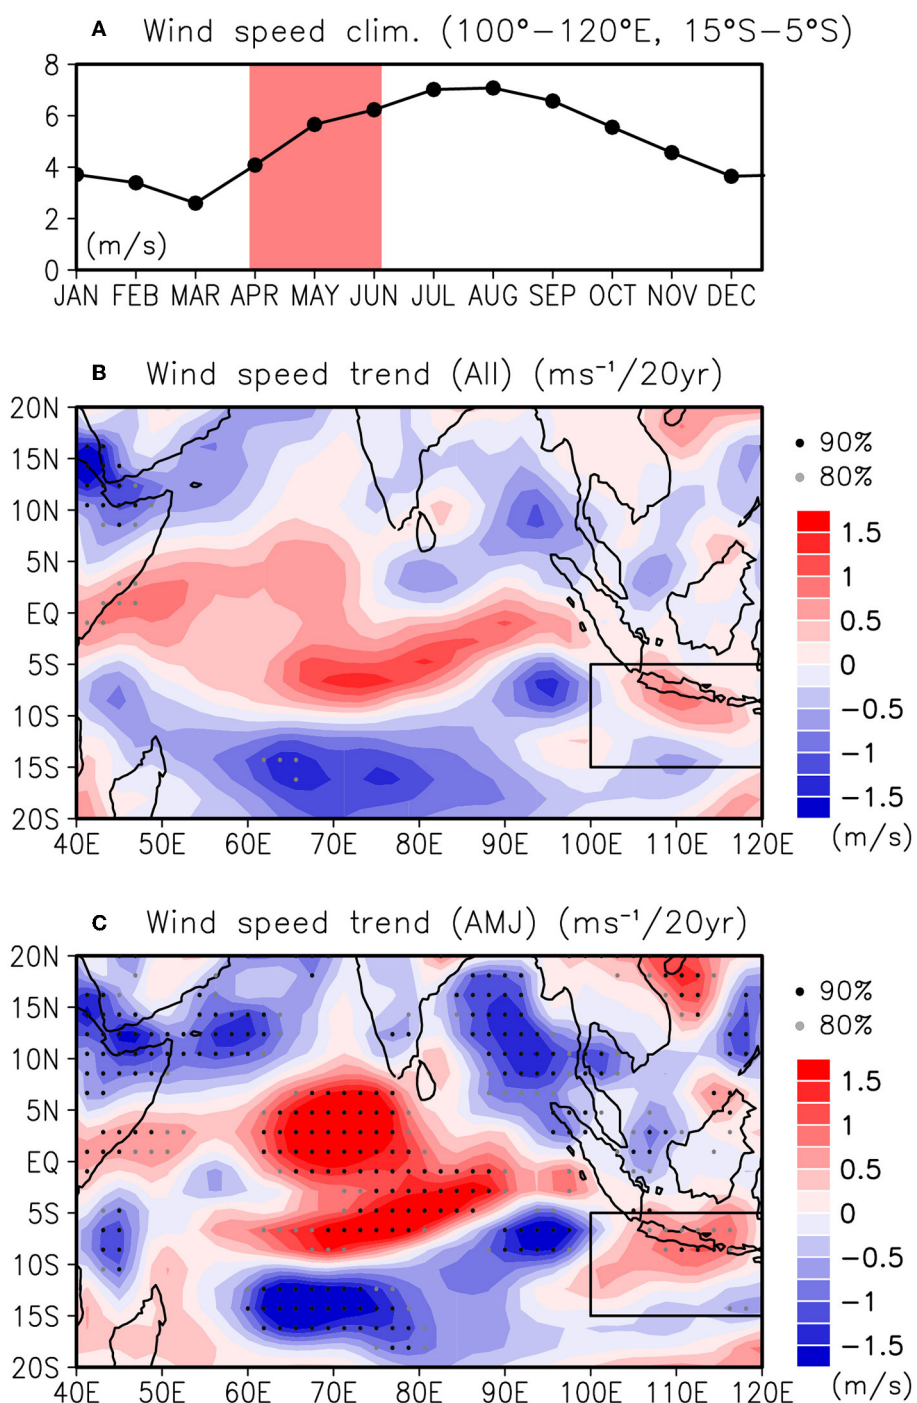 A Wind speed clim. (100°−120°E, 15°S−5°S)
8
6
4
2
0
(m/s)
JAN FEB MAR APR MAY JUN JUL AUG SEP OCT NOV DEC
B Wind speed trend (All) (ms⁻¹/20yr)
20N
15N
10N
5N
EQ
5S
10S
15S
20S
40E 50E 60E 70E 80E 90E 100E 110E 120E
90%
80%
1.5
1
0.5
0
−0.5
−1
−1.5
(m/s)
C Wind speed trend (AMJ) (ms⁻¹/20yr)
20N
15N
10N
5N
EQ
5S
10S
15S
20S
40E 50E 60E 70E 80E 90E 100E 110E 120E
90%
80%
1.5
1
0.5
0
−0.5
−1
−1.5
(m/s)